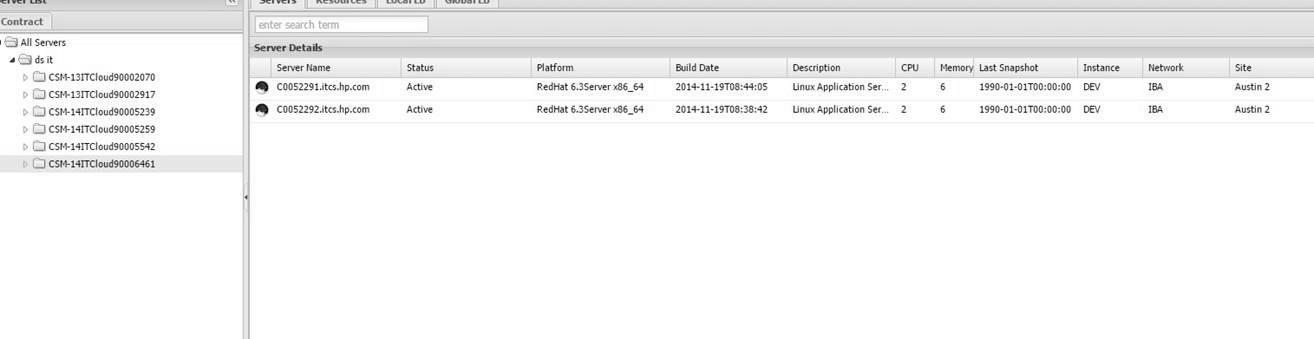 Server List «
Servers Resources Local LB Global LB
Contract
enter search term
All Servers
ds it
CSM-13ITCloud90002070
CSM-13ITCloud90002917
CSM-14ITCloud90005239
CSM-14ITCloud90005259
CSM-14ITCloud90005542
CSM-14ITCloud90006461
Server Details
Server Name Status Platform Build Date Description CPU Memory Last Snapshot Instance Network Site
C0052291.itcs.hp.com Active RedHat 6.3Server x86_64 2014-11-19T08:44:05 Linux Application Ser... 2 6 1990-01-01T00:00:00 DEV IBA Austin 2
C0052292.itcs.hp.com Active RedHat 6.3Server x86_64 2014-11-19T08:38:42 Linux Application Ser... 2 6 1990-01-01T00:00:00 DEV IBA Austin 2